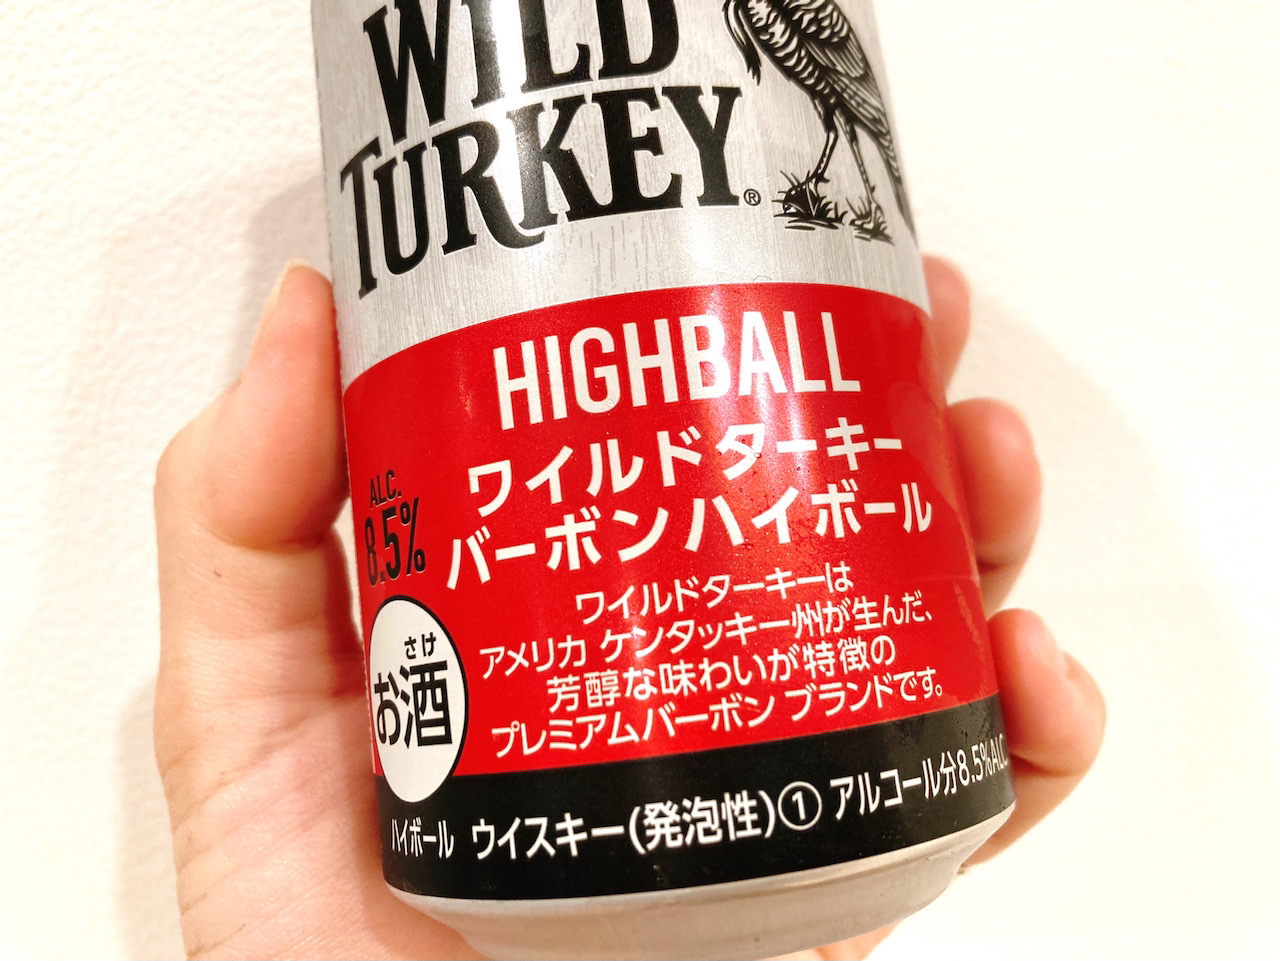 WILD
TURKEY®
HIGHBALL
ワイルドターキー
バーボンハイボール
ALC.
8.5%
ワイルドターキーは
アメリカ ケンタッキー州が生んだ、
芳醇な味わいが特徴の
プレミアムバーボン ブランドです。
さけ
お酒
ハイボール ウイスキー(発泡性)① アルコール分8.5%ALC.